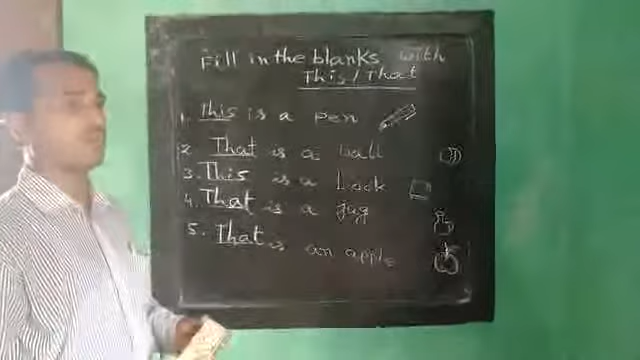 Fill in the blanks with
This/That
1. This is a pen
2 That is a ball
3. This is a book
4. That is a jug
5. That is an apple